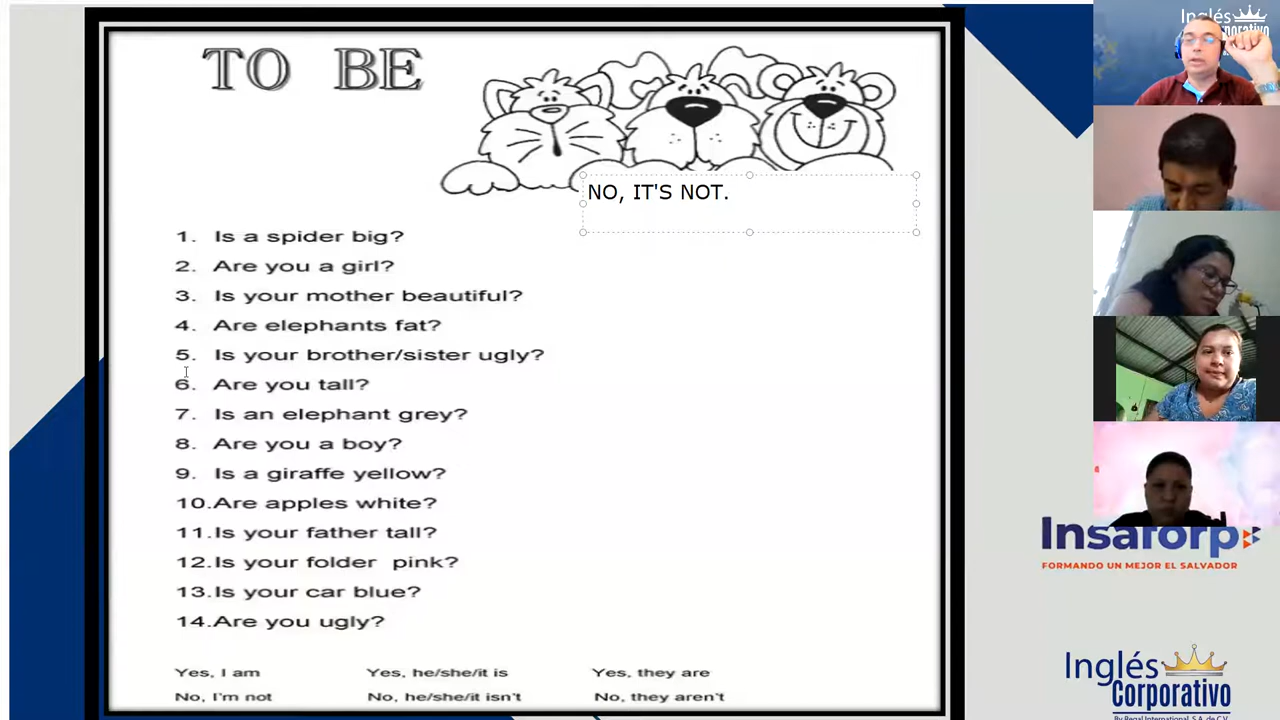 TO BE
NO, IT'S NOT.
1. Is a spider big?
2. Are you a girl?
3. Is your mother beautiful?
4. Are elephants fat?
5. Is your brother/sister ugly?
6. Are you tall?
7. Is an elephant grey?
8. Are you a boy?
9. Is a giraffe yellow?
10.Are apples white?
11.Is your father tall?
12.Is your folder pink?
13.Is your car blue?
14.Are you ugly?
Yes, I am Yes, he/she/it is Yes, they are
No, I'm not No, he/she/it isn't No, they aren't
Inglés
Insaforp
FORMANDO UN MEJOR EL SALVADOR
Inglés
Corporativo
By Regal International, S.A. de C.V.